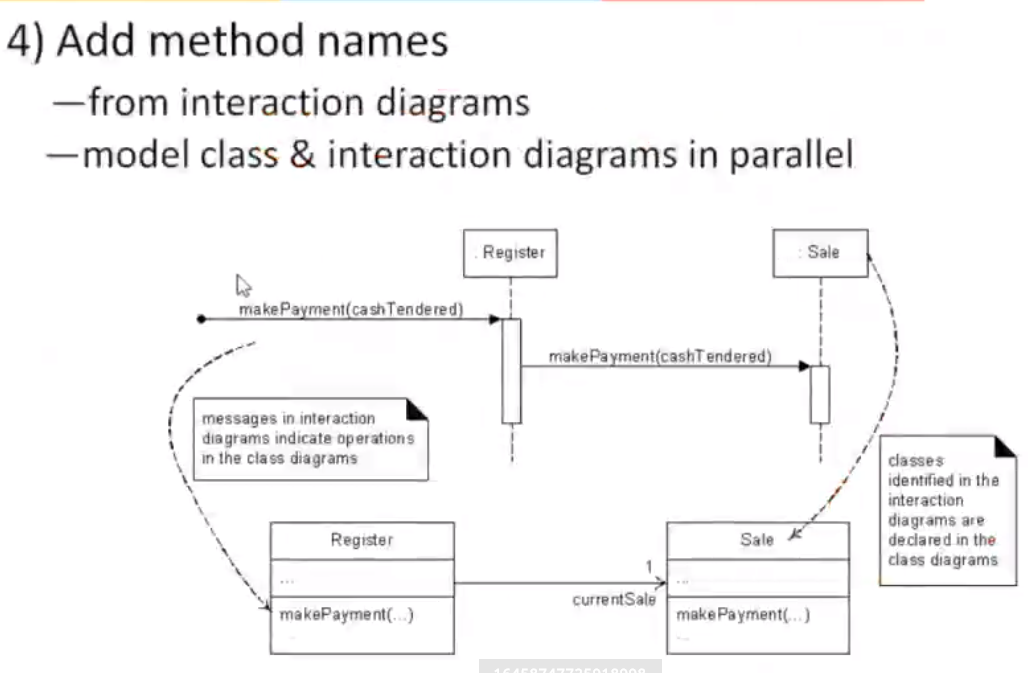 4) Add method names
—from interaction diagrams
—model class & interaction diagrams in parallel
: Register
: Sale
makePayment(cashTendered)
makePayment(cashTendered)
messages in interaction
diagrams indicate operations
in the class diagrams
classes
identified in the
interaction
diagrams are
declared in the
class diagrams
Register
...
makePayment(...)
...
1
currentSale
Sale
...
makePayment(...)
...